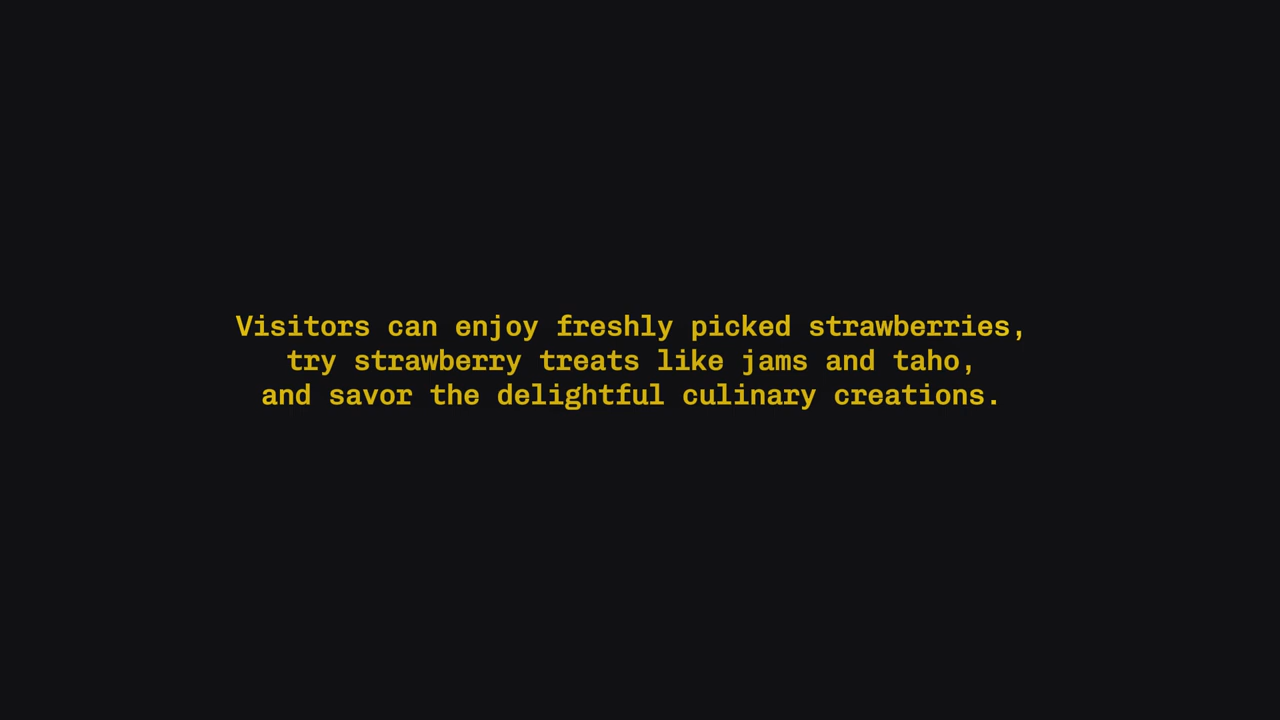 Visitors can enjoy freshly picked strawberries,
try strawberry treats like jams and taho,
and savor the delightful culinary creations.